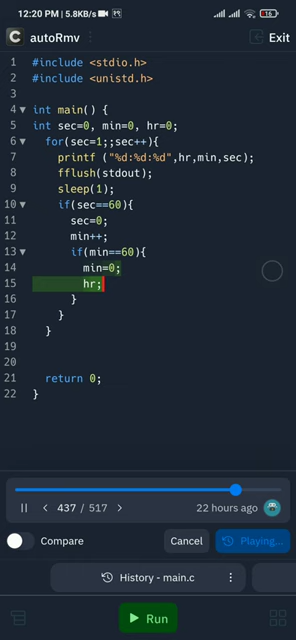 12:20 PM | 5.8KB/s
16
autoRmv
Exit
1 #include <stdio.h>
2 #include <unistd.h>
3
4 int main() {
5 int sec=0, min=0, hr=0;
6 for(sec=1;;sec++){
7 printf ("%d:%d:%d",hr,min,sec);
8 fflush(stdout);
9 sleep(1);
10 if(sec==60){
11 sec=0;
12 min++;
13 if(min==60){
14 min=0;
15 hr;
16 }
17 }
18 }
21 return 0;
22 }
437 / 517
22 hours ago
Compare
Cancel
Playing...
History - main.c
Run